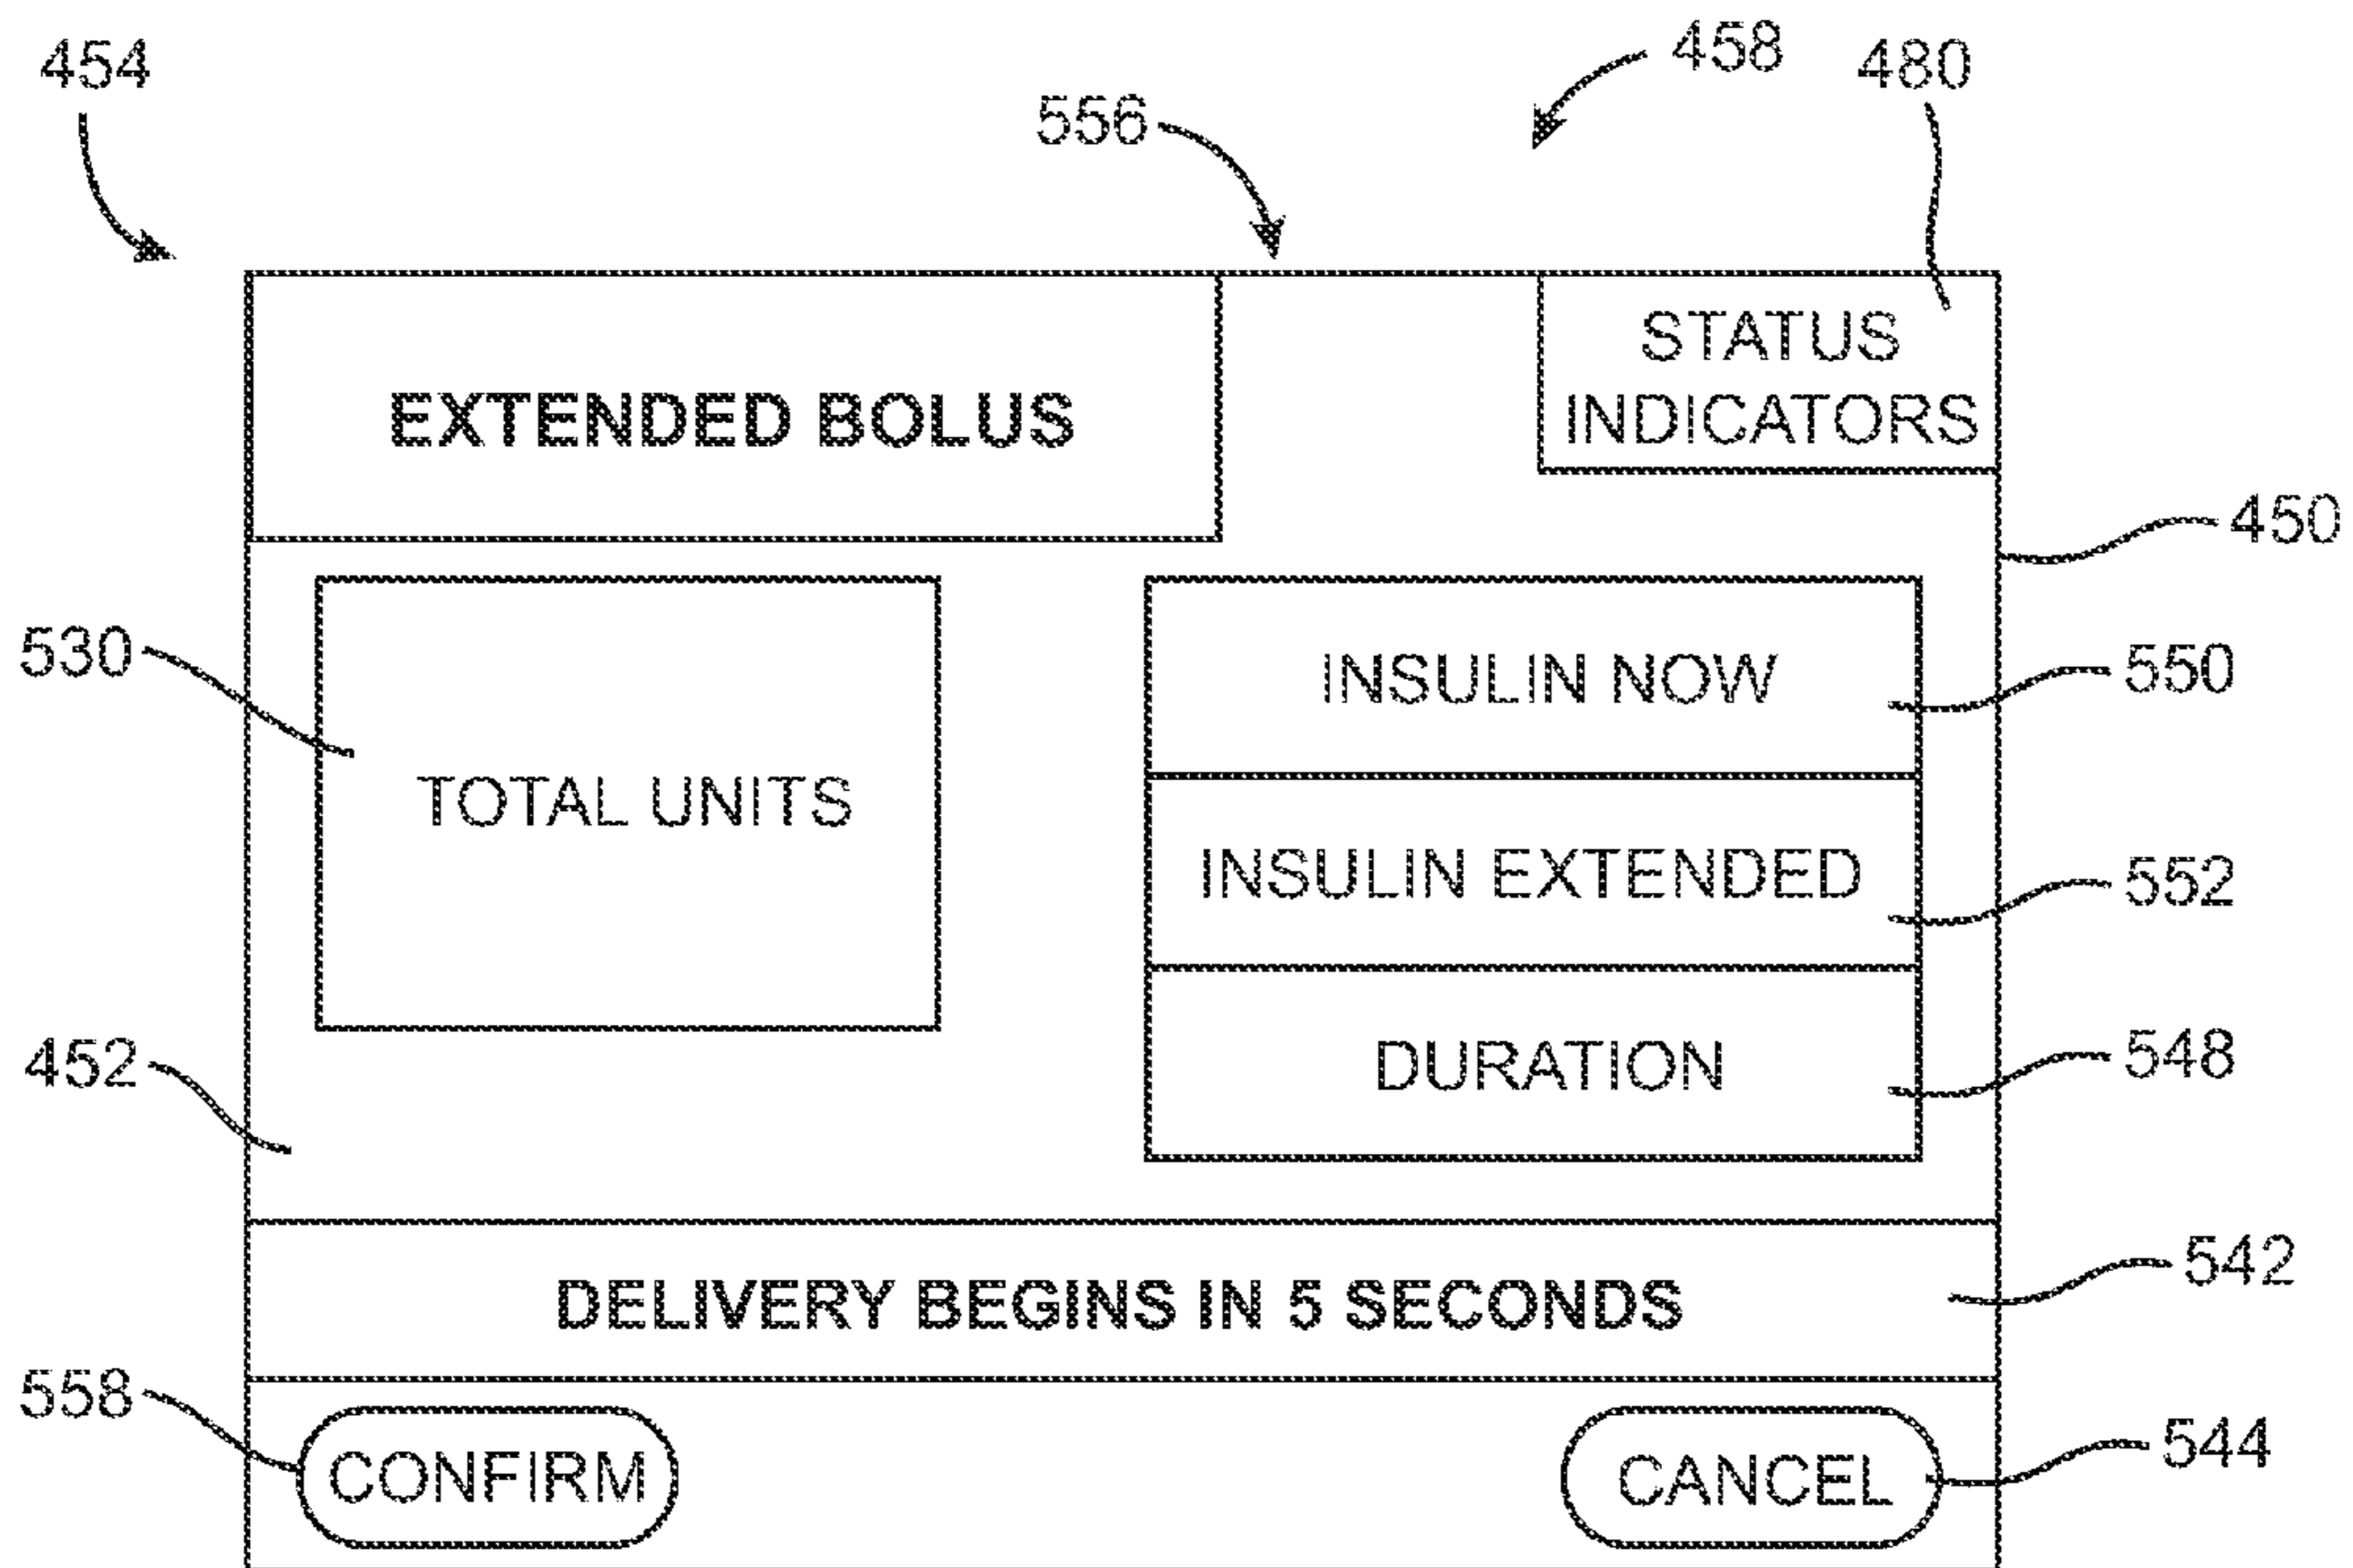 454
458
480
556
STATUS
INDICATORS
EXTENDED BOLUS
450
530
INSULIN NOW
550
TOTAL UNITS
INSULIN EXTENDED
552
452
DURATION
548
DELIVERY BEGINS IN 5 SECONDS
542
558
CONFIRM
CANCEL
544